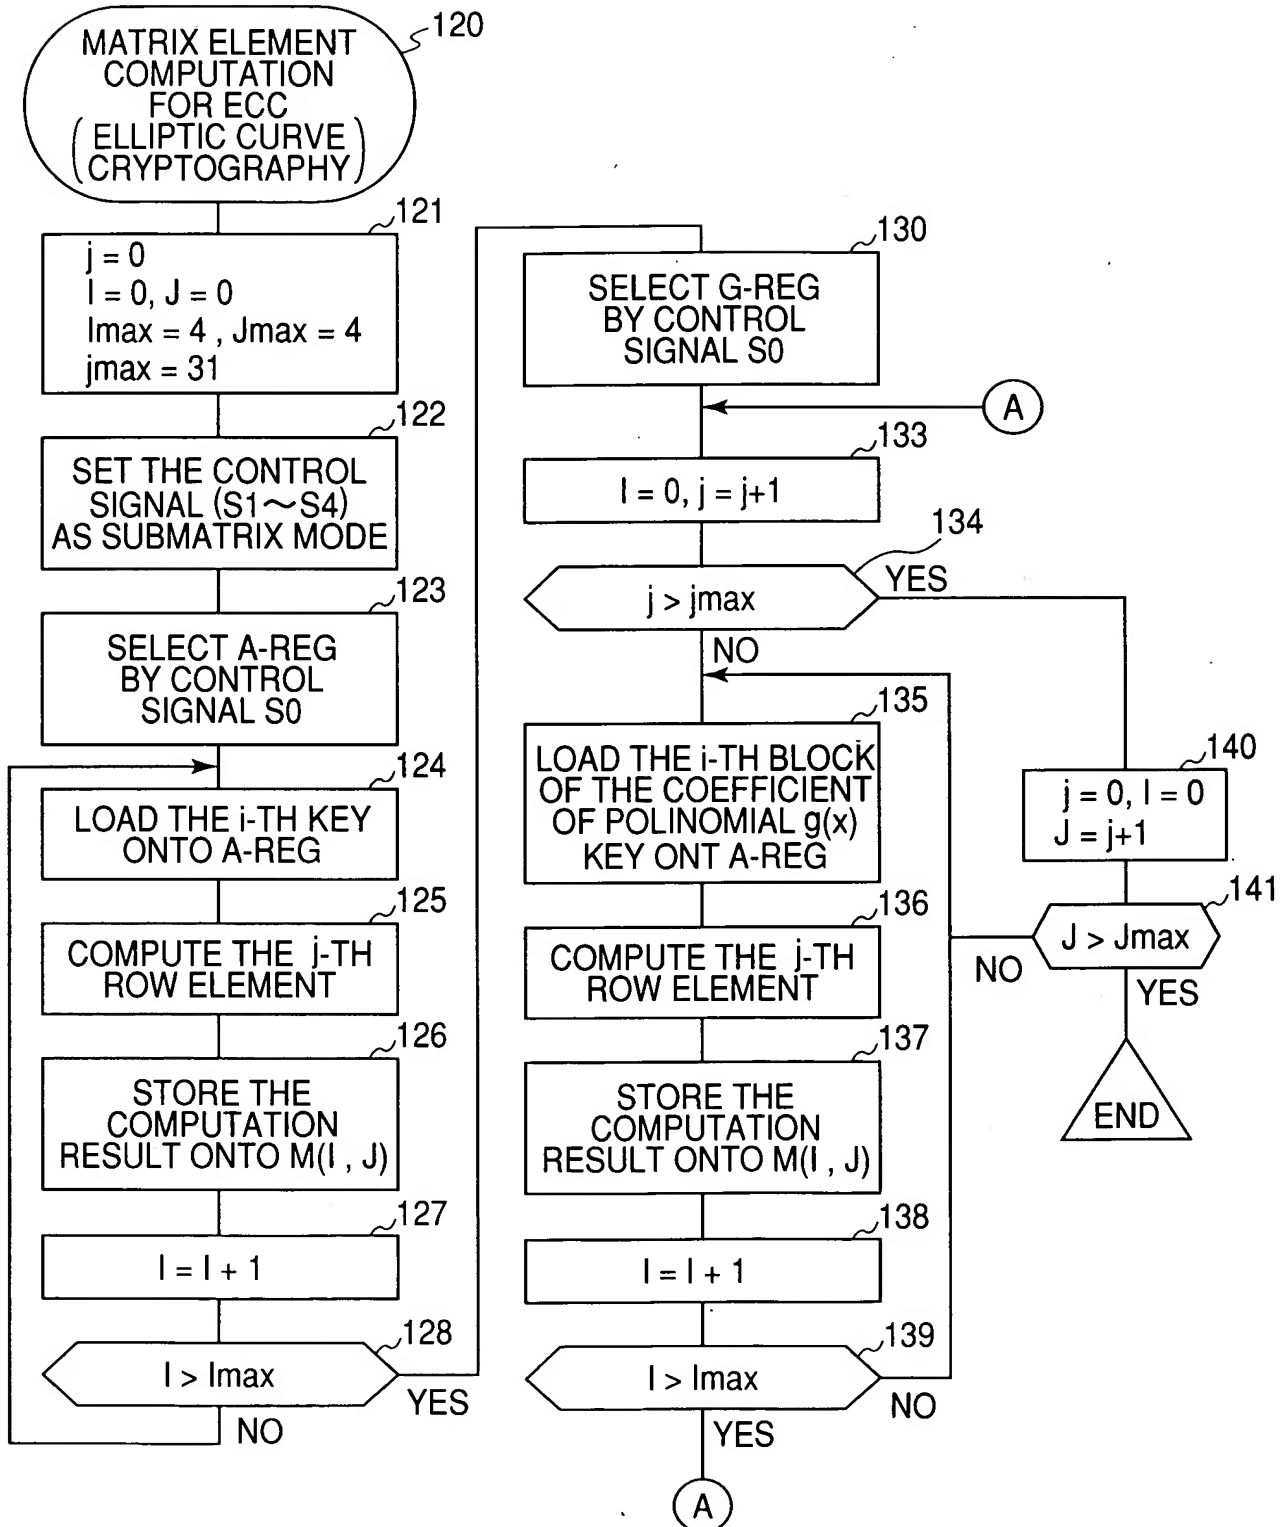 120
MATRIX ELEMENT
COMPUTATION
FOR ECC
(ELLIPTIC CURVE
CRYPTOGRAPHY)
121
j = 0
I = 0, J = 0
Imax = 4 , Jmax = 4
jmax = 31
122
SET THE CONTROL
SIGNAL (S1~S4)
AS SUBMATRIX MODE
123
SELECT A-REG
BY CONTROL
SIGNAL S0
124
LOAD THE i-TH KEY
ONTO A-REG
125
COMPUTE THE j-TH
ROW ELEMENT
126
STORE THE
COMPUTATION
RESULT ONTO M(I , J)
127
I = I + 1
128
I > Imax
YES
NO
130
SELECT G-REG
BY CONTROL
SIGNAL S0
A
133
I = 0, j = j+1
134
j > jmax
YES
NO
135
LOAD THE i-TH BLOCK
OF THE COEFFICIENT
OF POLINOMIAL g(x)
KEY ONT A-REG
136
COMPUTE THE j-TH
ROW ELEMENT
137
STORE THE
COMPUTATION
RESULT ONTO M(I , J)
138
I = I + 1
139
I > Imax
NO
YES
A
140
j = 0, I = 0
J = j+1
141
J > Jmax
NO
YES
END